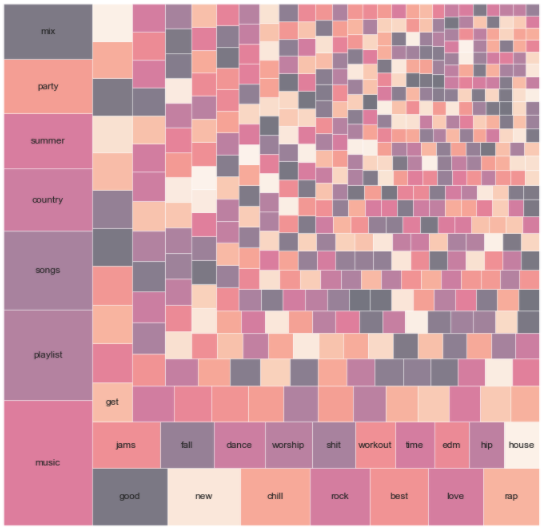 mix
party
summer
country
songs
playlist
get
music
jams fall dance worship shit workout time edm hip house
good new chill rock best love rap